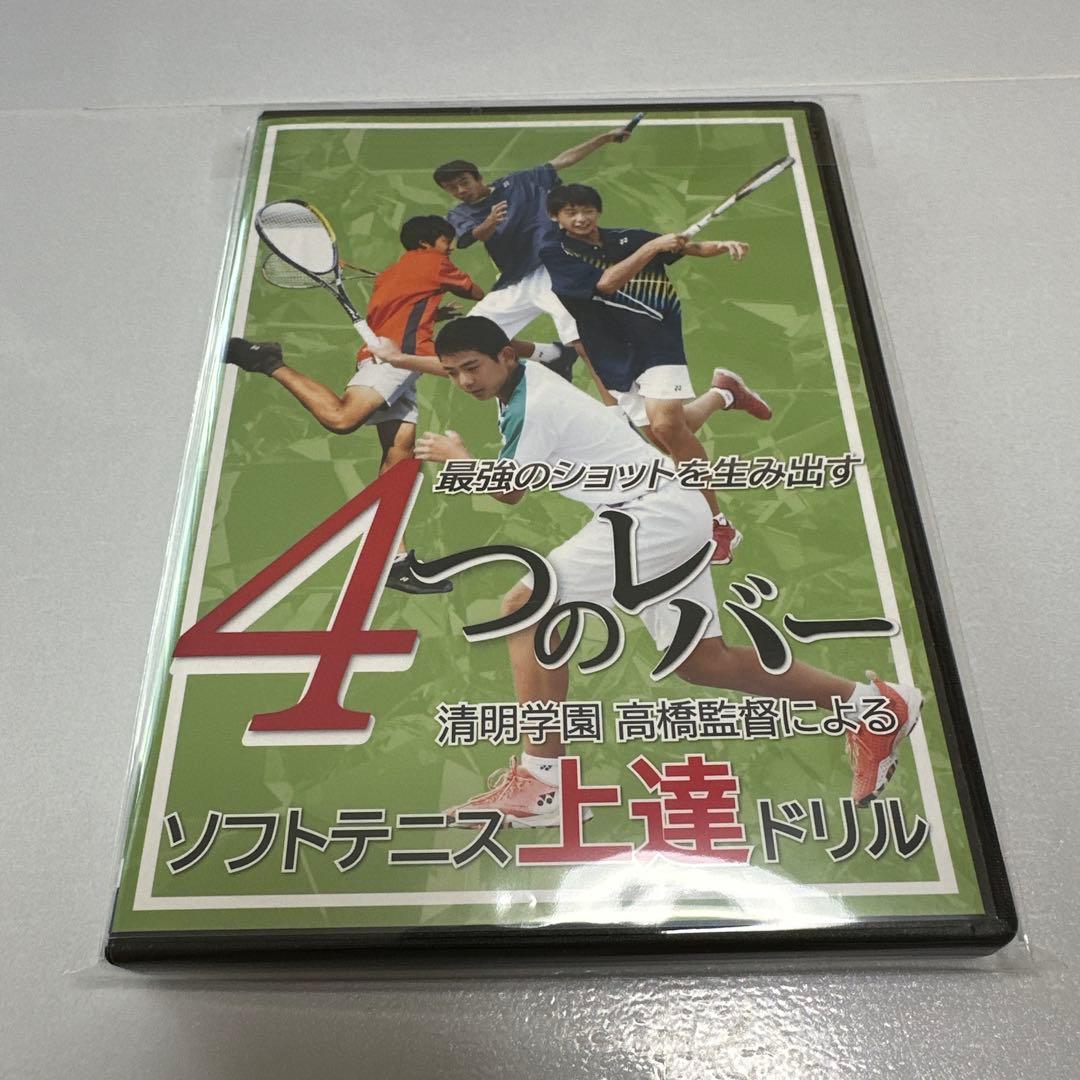 最強のショットを生み出す
4つのレバー
清明学園 高橋監督による
ソフトテニス上達ドリル